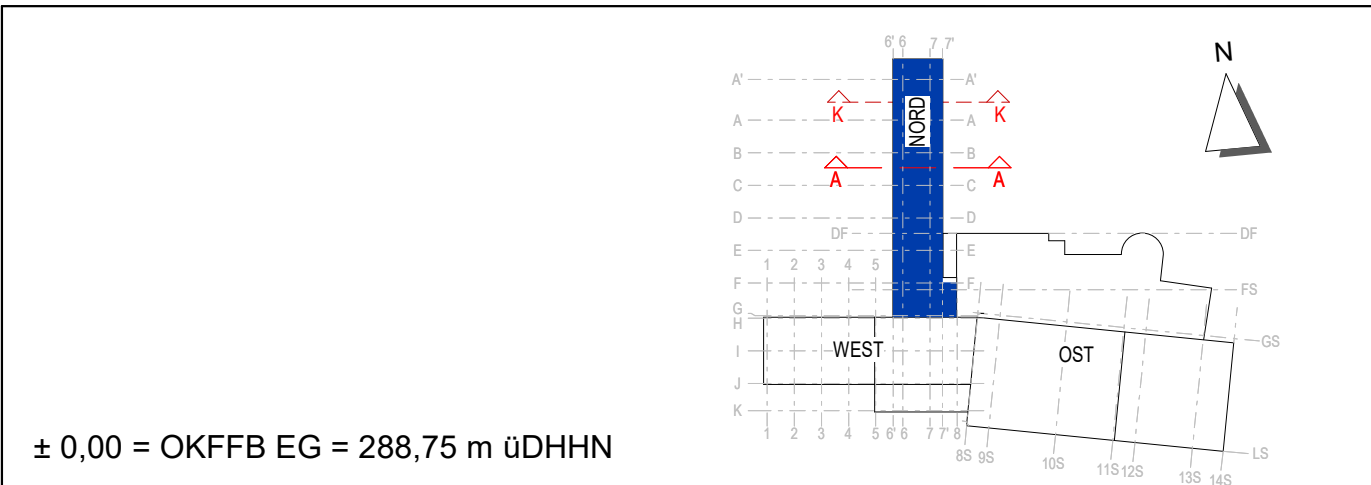 6' 6 7 7'
N
A' A'
K K
NORD
A A
B B
A A
C C
D D
DF DF
E E
1 2 3 4 5
F F
FS
G
H
GS
WEST OST
I
J
K
1 2 3 4 5 6' 6 7 7' 8
8S 9S 10S 11S 12S 13S 14S
LS
± 0,00 = OKFFB EG = 288,75 m üDHHN